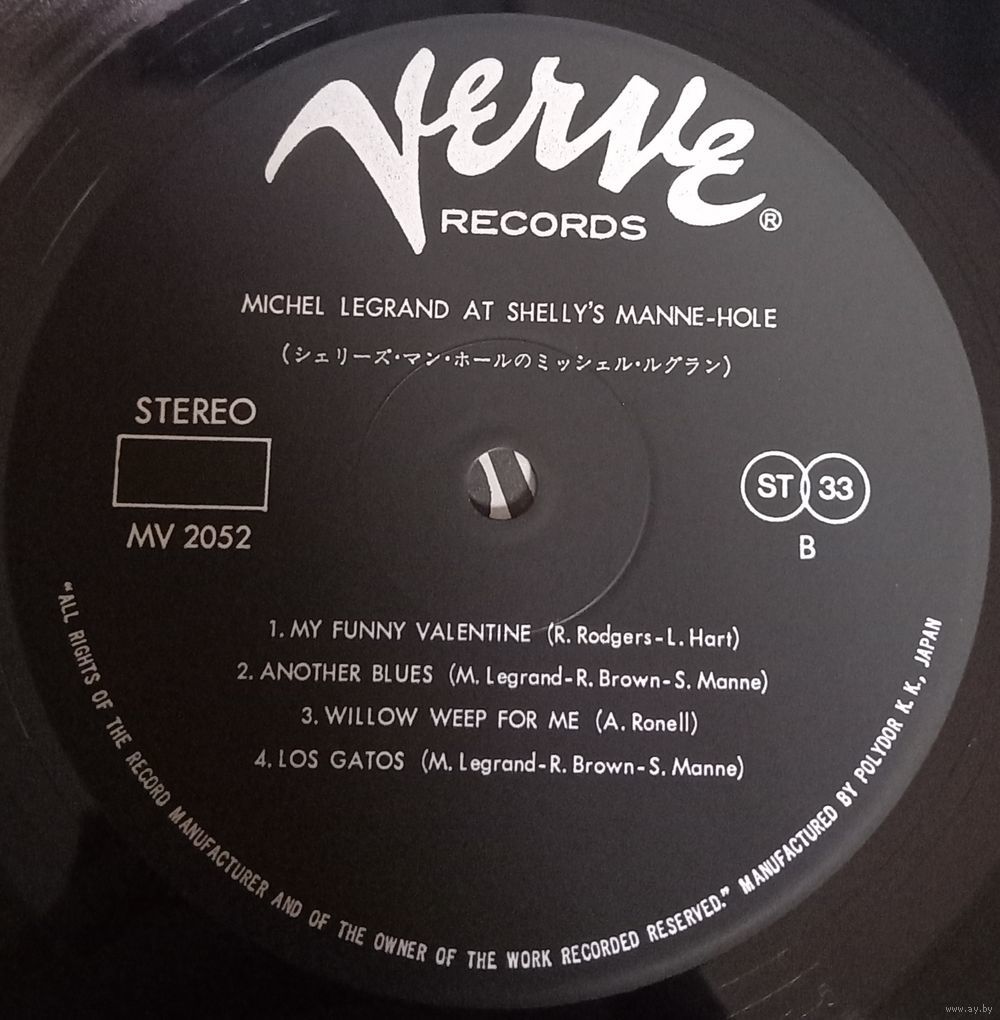 Verve
RECORDS ®
MICHEL LEGRAND AT SHELLY'S MANNE-HOLE
(シェリーズ・マン・ホールのミッシェル・ルグラン)
STEREO
MV 2052
ST 33
B
1. MY FUNNY VALENTINE (R. Rodgers-L. Hart)
2. ANOTHER BLUES (M. Legrand-R. Brown-S. Manne)
3. WILLOW WEEP FOR ME (A. Ronell)
4. LOS GATOS (M. Legrand-R. Brown-S. Manne)
"ALL RIGHTS OF THE RECORD MANUFACTURER AND OF THE OWNER OF THE WORK RECORDED RESERVED." MANUFACTURED BY POLYDOR K. K., JAPAN
www.ay.by